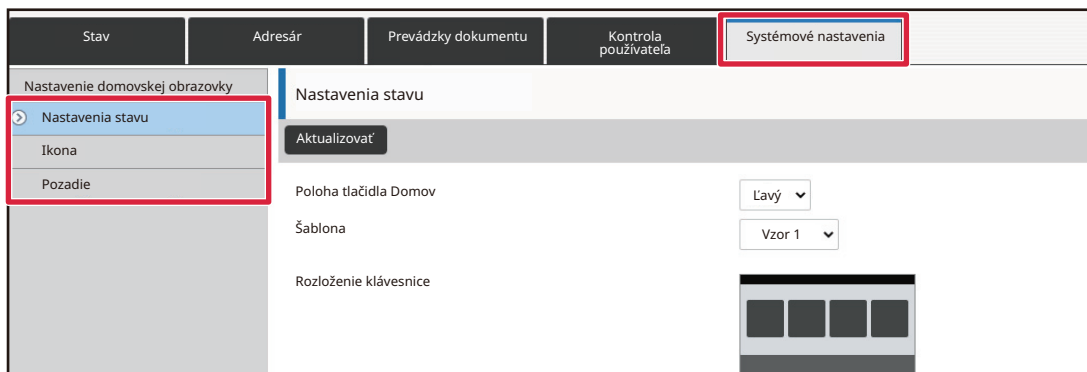 Stav
Adresár
Prevádzky dokumentu
Kontrola
používateľa
Systémové nastavenia
Nastavenie domovskej obrazovky
Nastavenia stavu
Ikona
Pozadie
Nastavenia stavu
Aktualizovať
Poloha tlačidla Domov
Ľavý
Šablona
Vzor 1
Rozloženie klávesnice